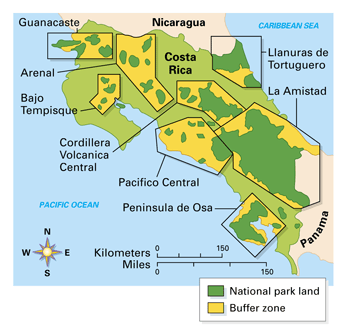 Guanacaste
Nicaragua
CARIBBEAN SEA
Arenal
Costa
Rica
Llanuras de
Tortuguero
Bajo
Tempisque
La Amistad
Cordillera
Volcanica
Central
Pacifico Central
PACIFIC OCEAN
Peninsula de Osa
Panama
N
W
E
S
Kilometers
0
150
Miles
0
150
National park land
Buffer zone